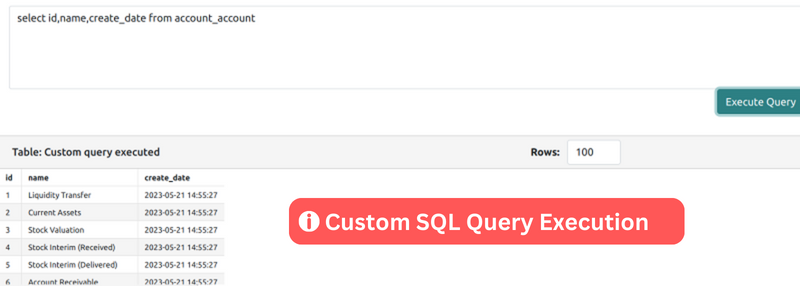 select id,name,create_date from account_account
Execute Query
Table: Custom query executed Rows: 100
id name create_date
1 Liquidity Transfer 2023-05-21 14:55:27
2 Current Assets 2023-05-21 14:55:27
3 Stock Valuation 2023-05-21 14:55:27
Custom SQL Query Execution
4 Stock Interim (Received) 2023-05-21 14:55:27
5 Stock Interim (Delivered) 2023-05-21 14:55:27
6 Account Receivable 2023-05-21 14:55:27